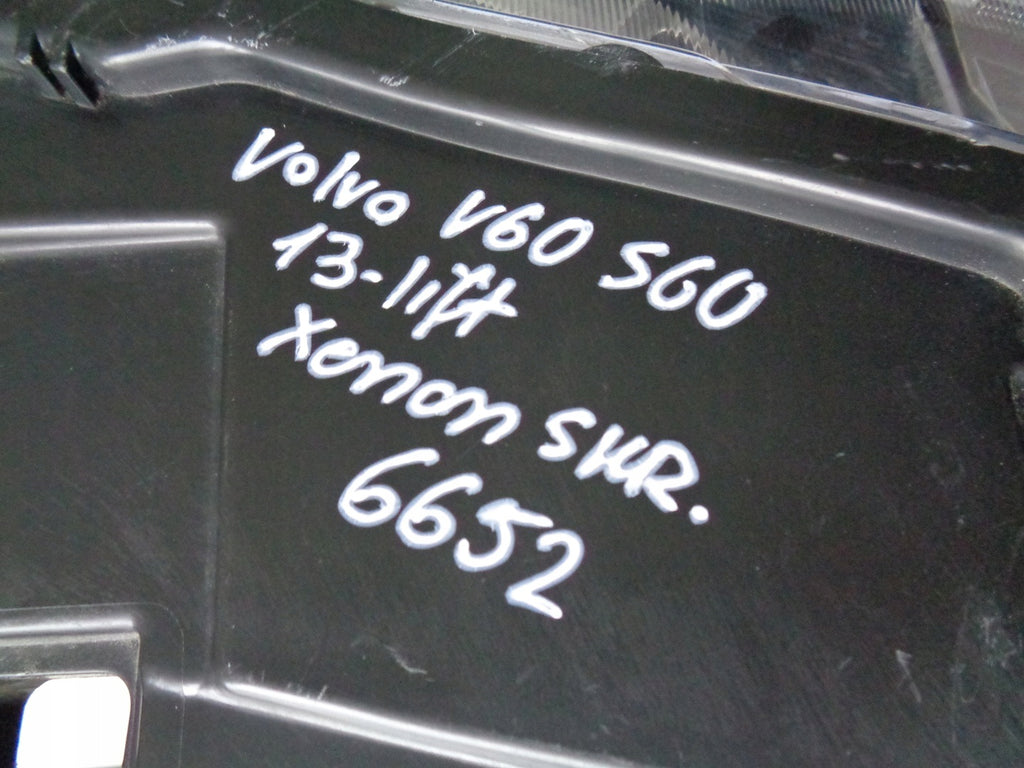 Volvo V60 S60
13-lift
Xenon SKR.
6652